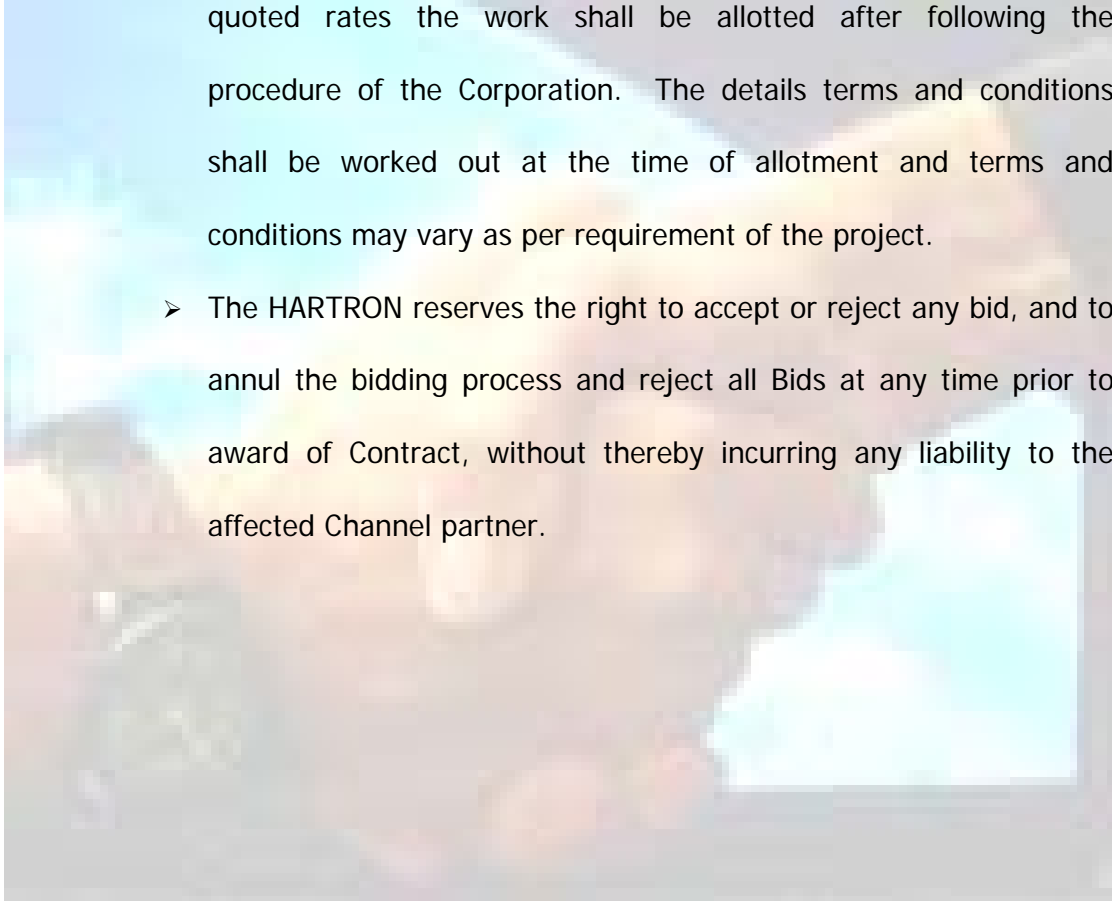 quoted rates the work shall be allotted after following the
procedure of the Corporation. The details terms and conditions
shall be worked out at the time of allotment and terms and
conditions may vary as per requirement of the project.
➢ The HARTRON reserves the right to accept or reject any bid, and to
annul the bidding process and reject all Bids at any time prior to
award of Contract, without thereby incurring any liability to the
affected Channel partner.